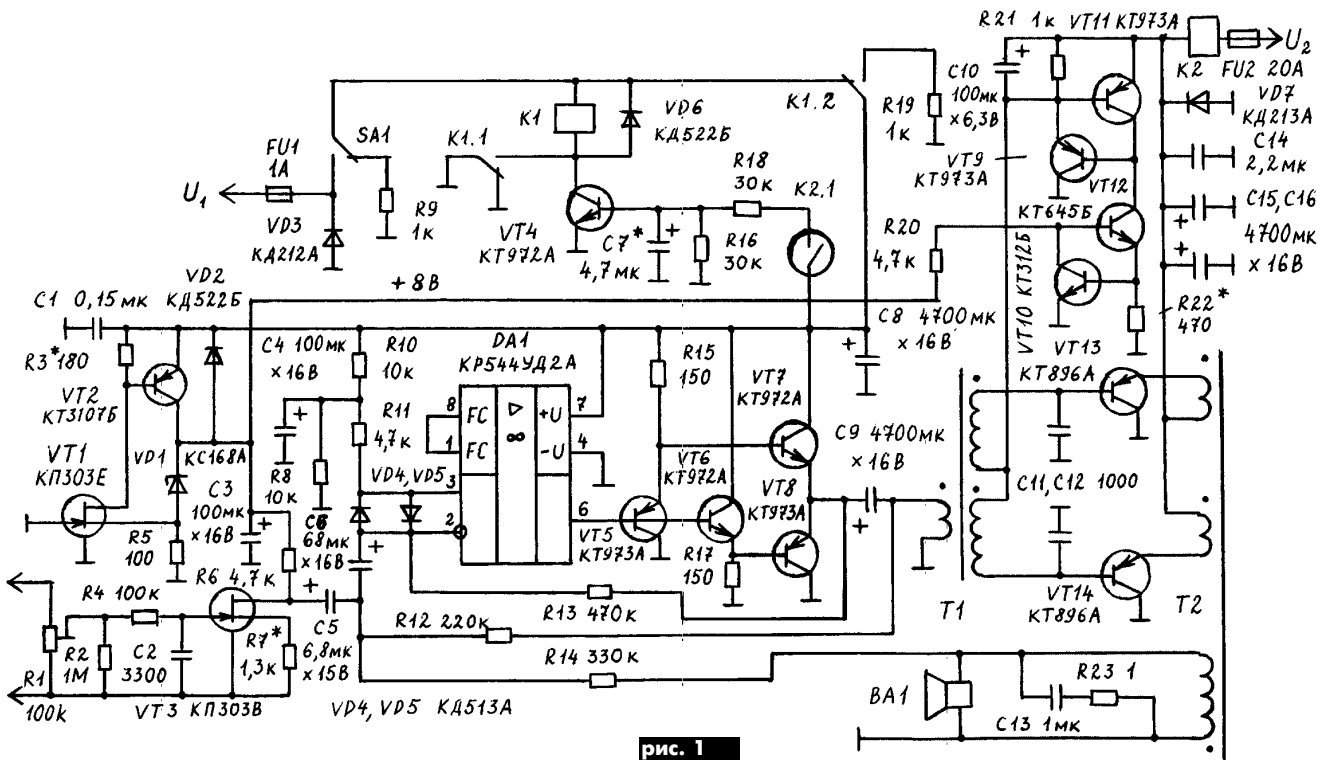 R21 1к VT11 КТ973А
U₂
К2 FU2 20А
C10
100мк
×6,3В
VD7
КД213А
C14
2,2мк
C15, C16
4700мк
× 16В
R22*
470
К1
VD6
КД522Б
К1.2
R19
1к
VT9
КТ973А
VT12
КТ645Б
SA1
К1.1
FU1
1А
U₁
R9
1к
VD3
КД212А
VT4
КТ972А
C7*
4,7мк
R18
30к
R16
30к
К2.1
R20
4,7к
VT10 КТ312Б
+8В
VD2
КД522Б
C1 0,15мк
R3*180
VT2
КТ3107Б
VT1
КП303Е
VD1
КС168А
C3
100мк
×16В
R5
100
C4 100мк
×16В
R10
10к
R11
4,7к
R8
10к
C6
68мк
×16В
VD4, VD5
DA1
КР544УД2А
8
FC
1
FC
3
2
▷
∞
+U
7
-U
4
6
VT5
КТ973А
R15
150
VT6
КТ972А
R17
150
VT7
КТ972А
VT8
КТ973А
C8 4700мк
× 16В
C9 4700мк
× 16В
VT13
КТ896А
C11, C12 1000
VT14
КТ896А
T1
T2
R6 4,7к
R4 100к
R1
100к
R2
1М
C2
3300
R7*
1,3к
C5
6,8мк
×15В
VT3 КП303В
R13 470к
R12 220к
R14 330к
VD4, VD5 КД513А
BA1
R23 1
C13 1мк
рис. 1